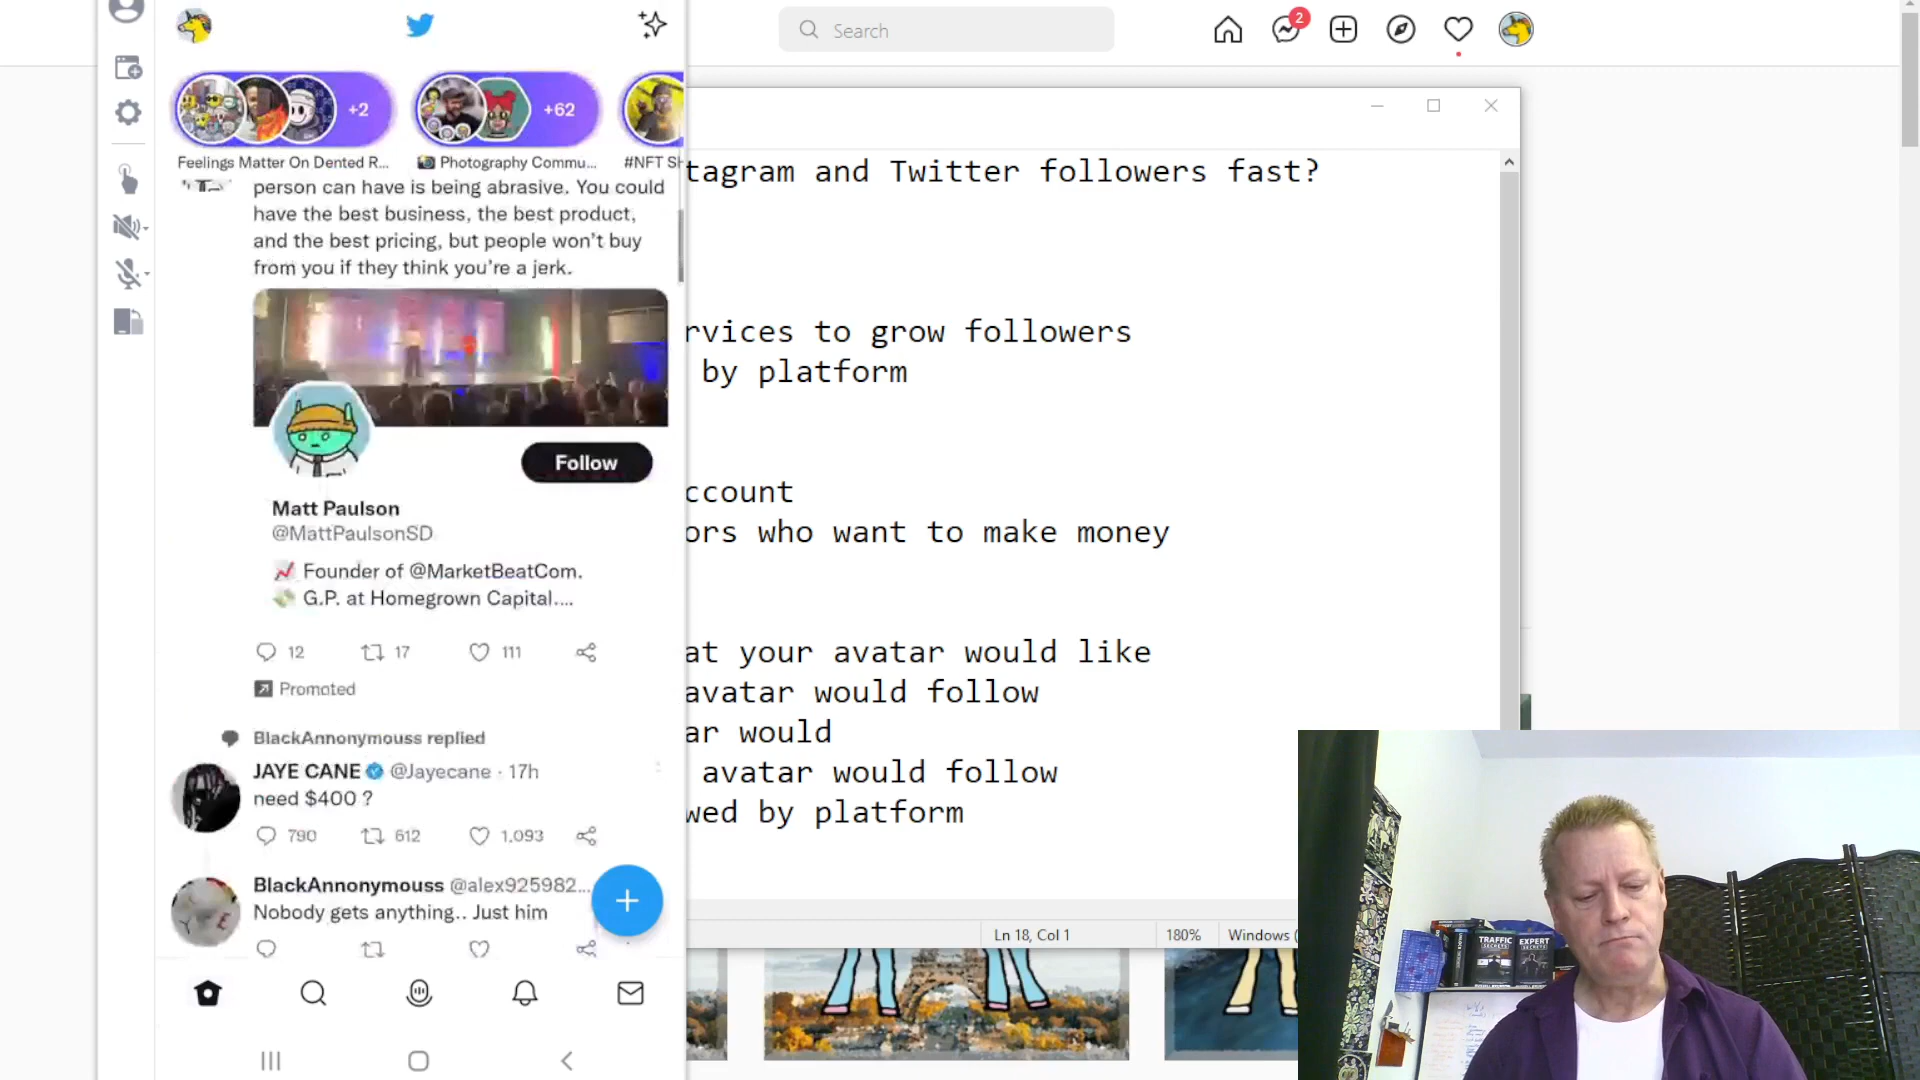 Search
2
+2
+62
Feelings Matter On Dented R...
Photography Commu...
#NFT Sh
person can have is being abrasive. You could
have the best business, the best product,
and the best pricing, but people won't buy
from you if they think you're a jerk.
Follow
Matt Paulson
@MattPaulsonSD
Founder of @MarketBeatCom.
G.P. at Homegrown Capital....
12
17
111
Promoted
BlackAnnonymouss replied
JAYE CANE @Jayecane · 17h
need $400 ?
790
612
1,093
BlackAnnonymouss @alex925982...
Nobody gets anything.. Just him
tagram and Twitter followers fast?
rvices to grow followers
by platform
ccount
ors who want to make money
at your avatar would like
avatar would follow
ar would
avatar would follow
wed by platform
Ln 18, Col 1
180%
Windows (
TRAFFIC
SECRETS
EXPERT
SECRETS